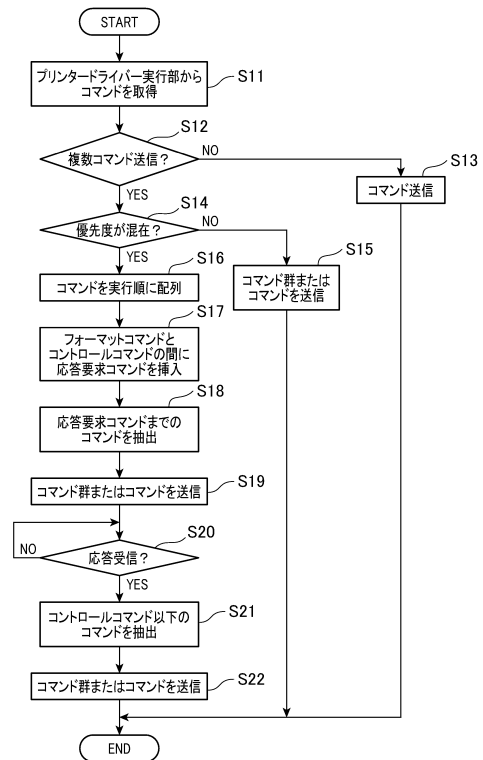 START
プリンタードライバー実行部から
コマンドを取得
S11
S12
複数コマンド送信？
NO
S13
コマンド送信
YES
S14
優先度が混在？
NO
S15
コマンド群または
コマンドを送信
YES
S16
コマンドを実行順に配列
S17
フォーマットコマンドと
コントロールコマンドの間に
応答要求コマンドを挿入
S18
応答要求コマンドまでの
コマンドを抽出
S19
コマンド群またはコマンドを送信
S20
応答受信？
NO
YES
S21
コントロールコマンド以下の
コマンドを抽出
S22
コマンド群またはコマンドを送信
END